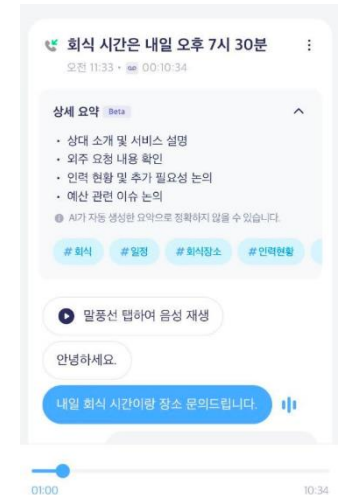 회식 시간은 내일 오후 7시 30분
오전 11:33 • 00:10:34
상세 요약 Beta
• 상대 소개 및 서비스 설명
• 외주 요청 내용 확인
• 인력 현황 및 추가 필요성 논의
• 예산 관련 이슈 논의
AI가 자동 생성한 요약으로 정확하지 않을 수 있습니다.
# 회식 # 일정 # 회식장소 # 인력현황
말풍선 탭하여 음성 재생
안녕하세요.
내일 회식 시간이랑 장소 문의드립니다.
01:00 10:34